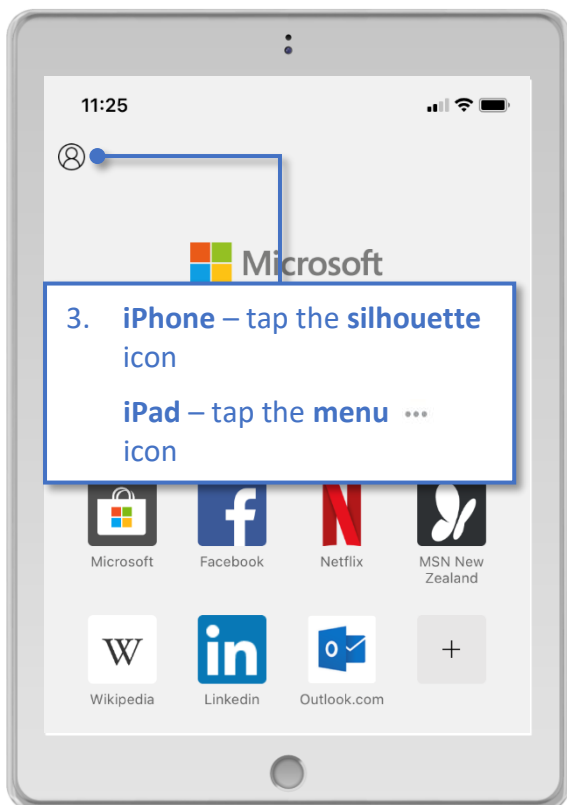 11:25
Microsoft
3. iPhone – tap the silhouette
icon
iPad – tap the menu ···
icon
Microsoft Facebook Netflix MSN New
Zealand
W in
Wikipedia Linkedin Outlook.com